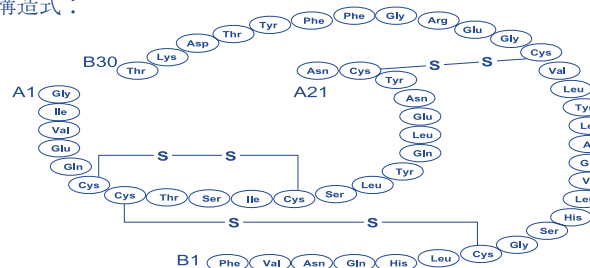 構造式：
B30 Thr Lys Asp Thr Tyr Phe Phe Gly Arg Glu Gly Cys Val Leu Tyr
A1 Gly Ile Val Glu Gln Cys Cys Thr Ser Ile Cys Ser Leu Tyr Gln Leu Glu Asn Tyr Cys Asn A21
S S
S S
S S
B1 Phe Val Asn Gln His Leu Cys Gly Ser His Leu